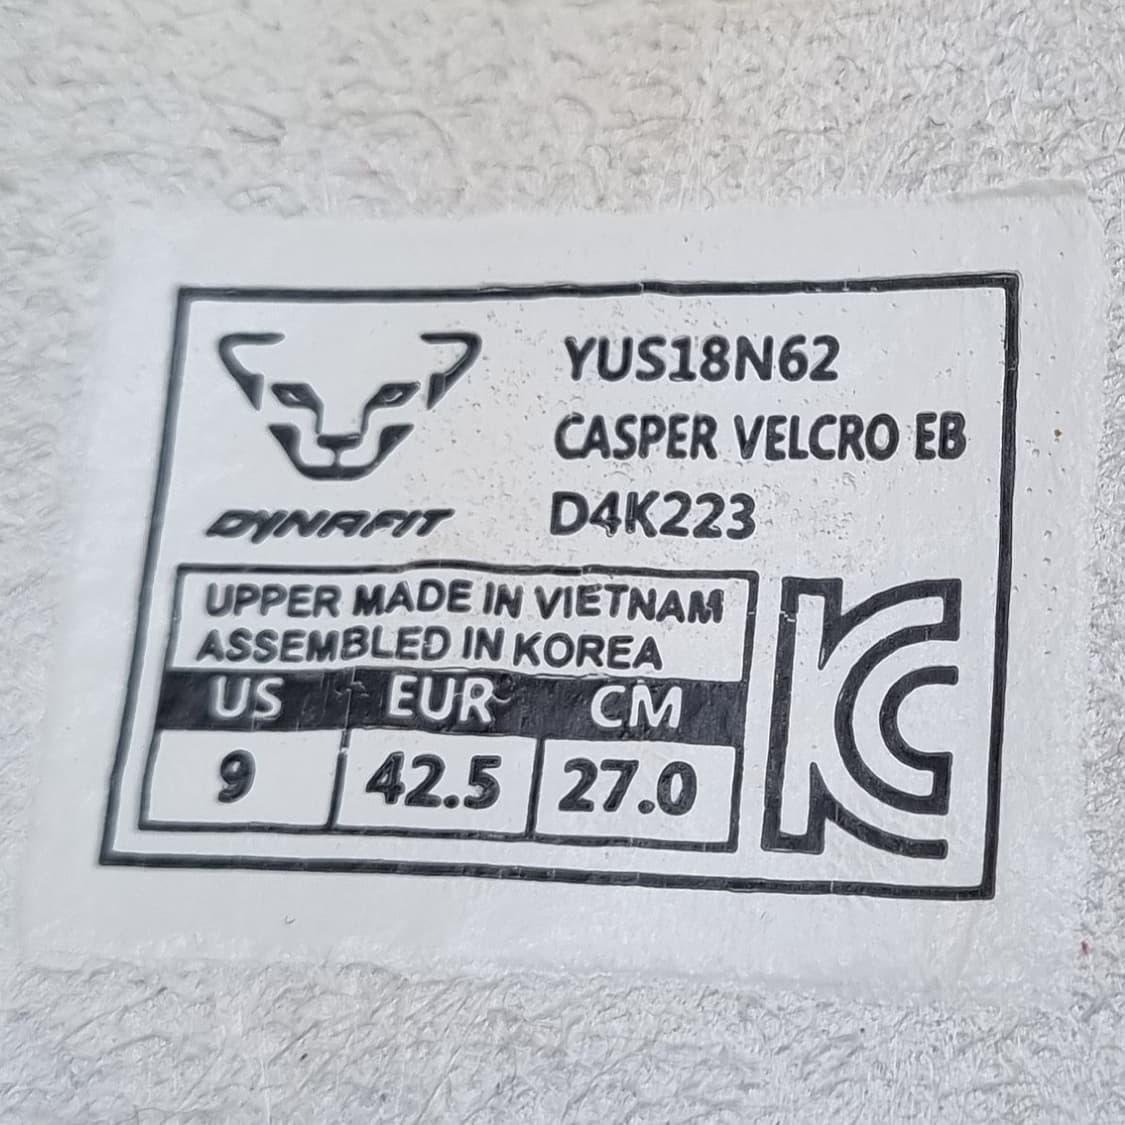 YUS18N62
CASPER VELCRO EB
DYNAFIT
D4K223
UPPER MADE IN VIETNAM
ASSEMBLED IN KOREA
US EUR CM
9 42.5 27.0
KC